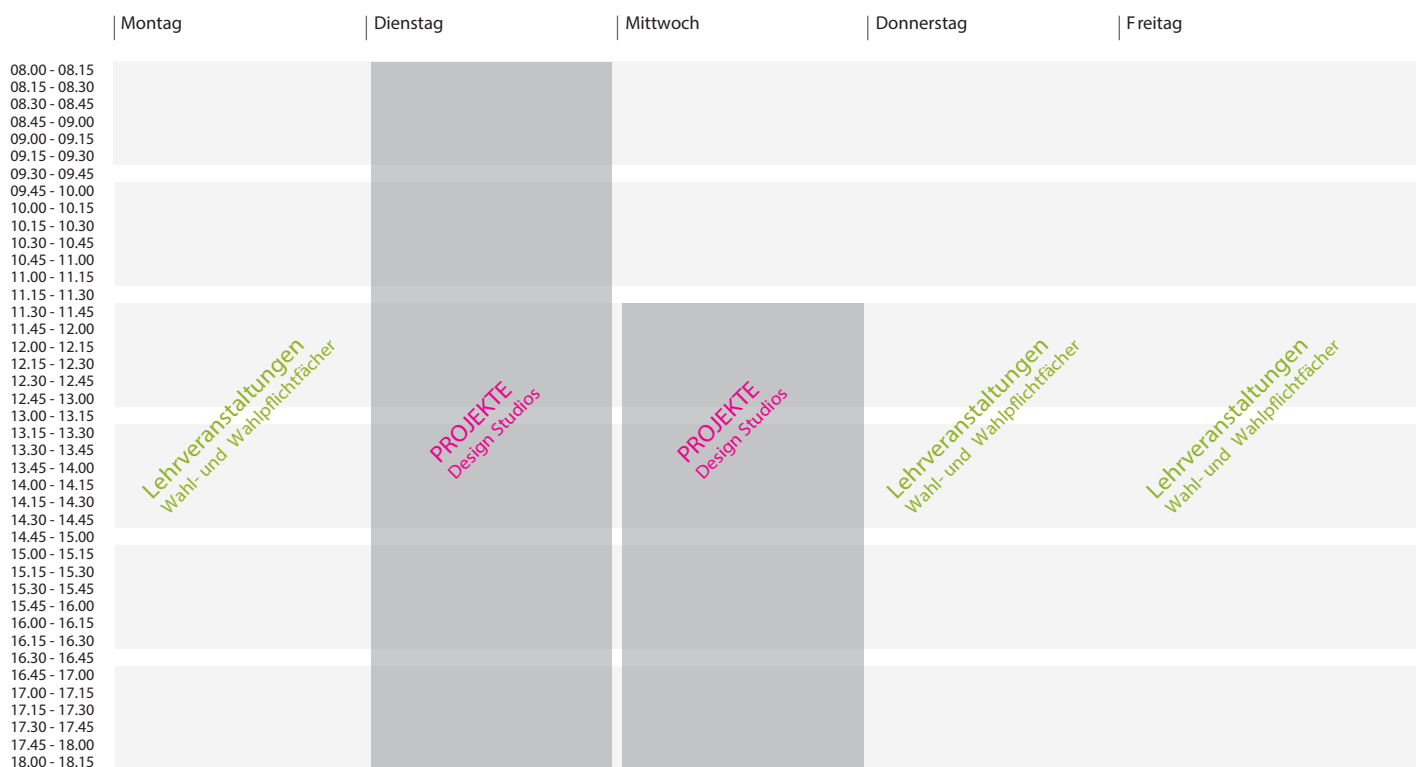 Montag
Dienstag
Mittwoch
Donnerstag
Freitag
08.00 - 08.15
08.15 - 08.30
08.30 - 08.45
08.45 - 09.00
09.00 - 09.15
09.15 - 09.30
09.30 - 09.45
09.45 - 10.00
10.00 - 10.15
10.15 - 10.30
10.30 - 10.45
10.45 - 11.00
11.00 - 11.15
11.15 - 11.30
11.30 - 11.45
11.45 - 12.00
12.00 - 12.15
12.15 - 12.30
12.30 - 12.45
12.45 - 13.00
13.00 - 13.15
13.15 - 13.30
13.30 - 13.45
13.45 - 14.00
14.00 - 14.15
14.15 - 14.30
14.30 - 14.45
14.45 - 15.00
15.00 - 15.15
15.15 - 15.30
15.30 - 15.45
15.45 - 16.00
16.00 - 16.15
16.15 - 16.30
16.30 - 16.45
16.45 - 17.00
17.00 - 17.15
17.15 - 17.30
17.30 - 17.45
17.45 - 18.00
18.00 - 18.15
Lehrveranstaltungen
Wahl- und Wahlpflichtfächer
PROJEKTE
Design Studios
PROJEKTE
Design Studios
Lehrveranstaltungen
Wahl- und Wahlpflichtfächer
Lehrveranstaltungen
Wahl- und Wahlpflichtfächer